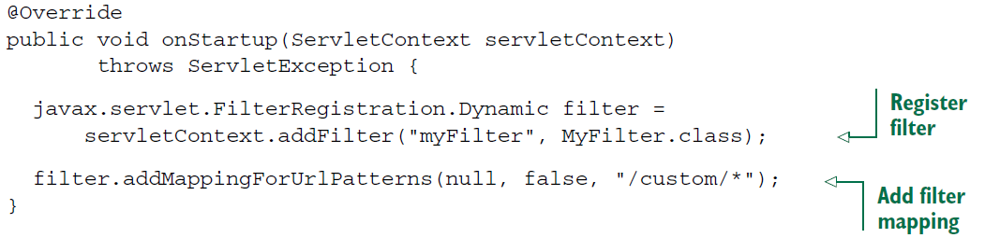 @Override
public void onStartup(ServletContext servletContext)
        throws ServletException {
  javax.servlet.FilterRegistration.Dynamic filter =
      servletContext.addFilter("myFilter", MyFilter.class);
  filter.addMappingForUrlPatterns(null, false, "/custom/*");
}
Register
filter
Add filter
mapping